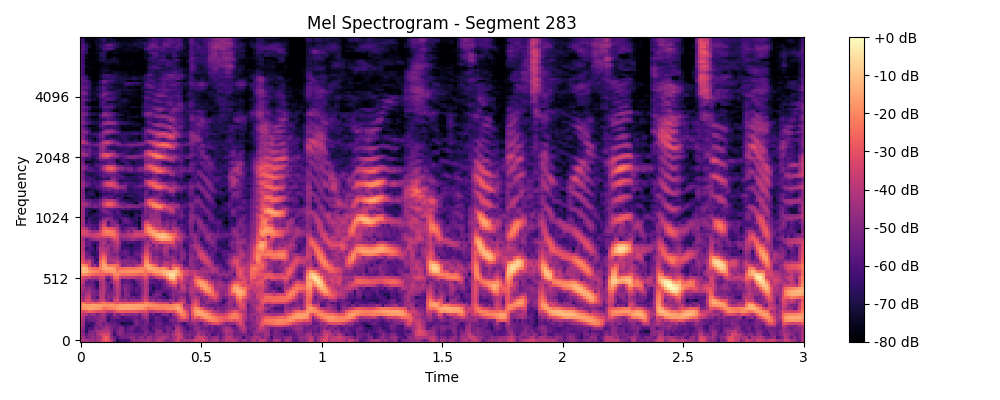 Mel Spectrogram - Segment 283
+0 dB
-10 dB
-20 dB
-30 dB
-40 dB
-50 dB
-60 dB
-70 dB
-80 dB
4096
2048
1024
512
0
Frequency
0
0.5
1
1.5
2
2.5
3
Time